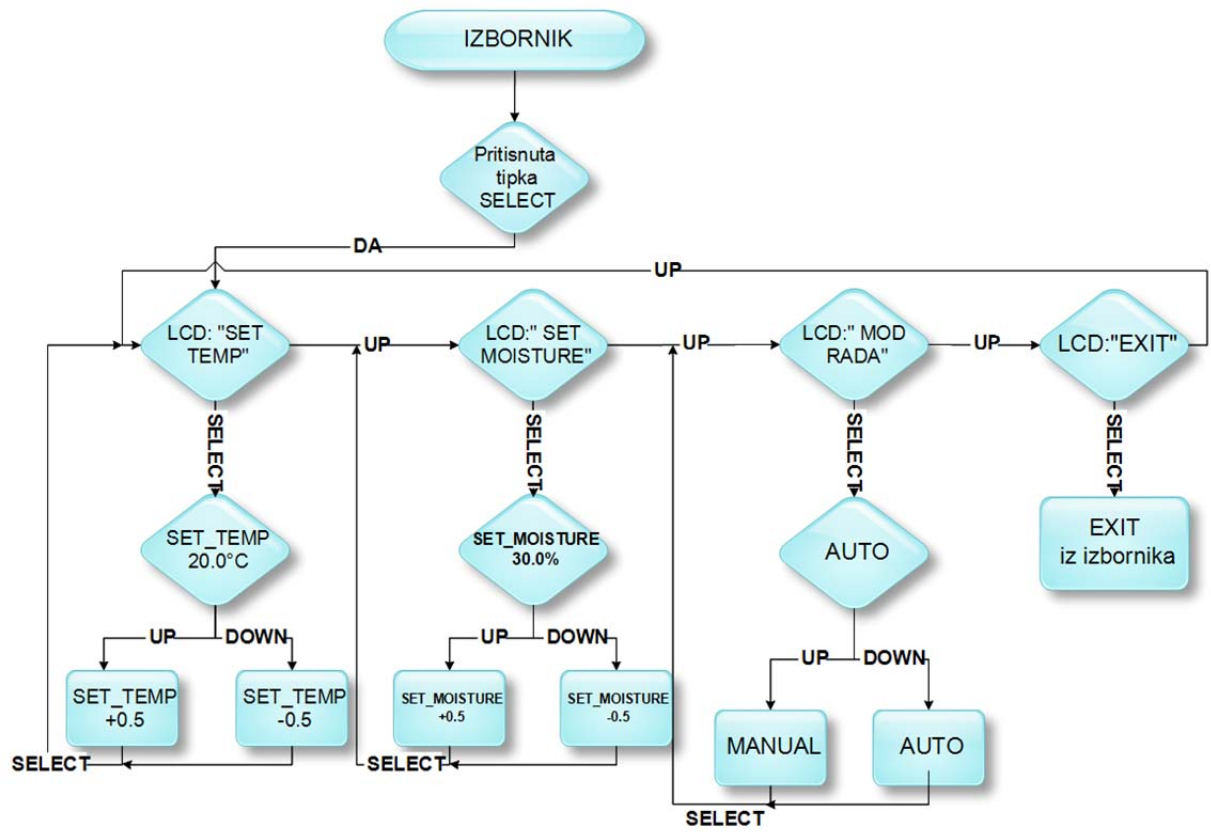 IZBORNIK
Pritisnuta
tipka
SELECT
DA
UP
LCD: "SET
TEMP"
UP
LCD:" SET
MOISTURE"
UP
LCD:" MOD
RADA"
UP
LCD:"EXIT"
SELECT
SELECT
SELECT
SELECT
SET_TEMP
20.0°C
SET_MOISTURE
30.0%
AUTO
EXIT
iz izbornika
UP
DOWN
UP
DOWN
UP
DOWN
SET_TEMP
+0.5
SET_TEMP
-0.5
SET_MOISTURE
+0.5
SET_MOISTURE
-0.5
MANUAL
AUTO
SELECT
SELECT
SELECT